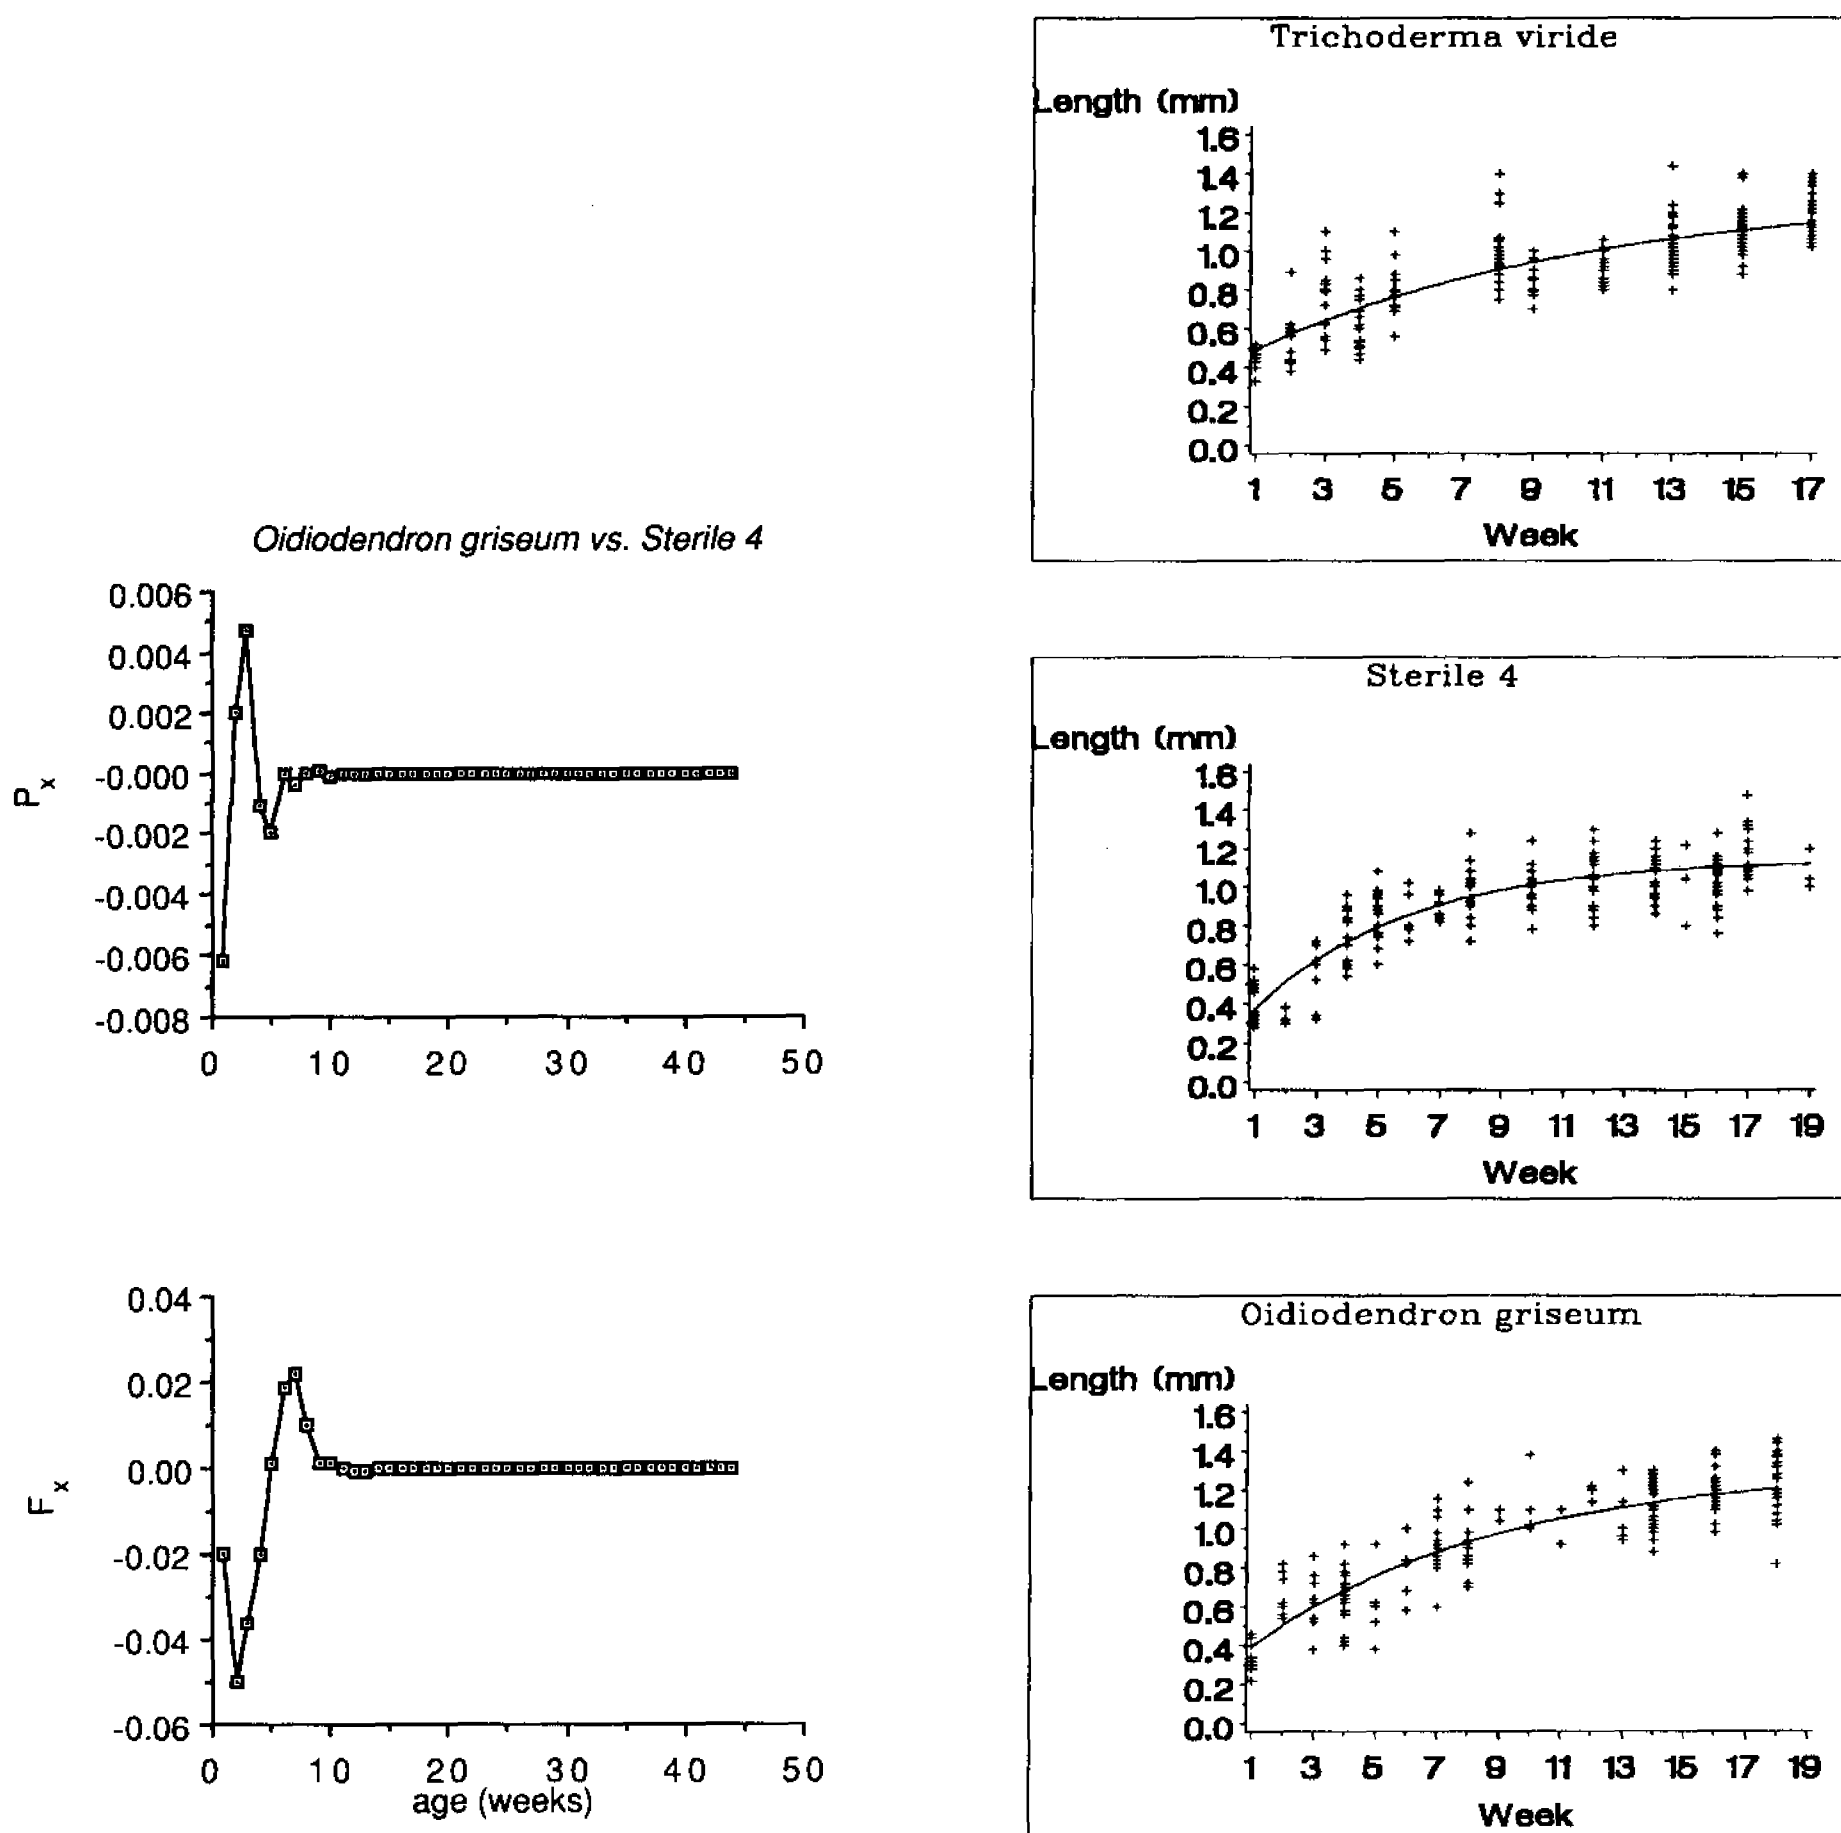 Oidiodendron griseum vs. Sterile 4
0.006
0.004
0.002
-0.000
-0.002
-0.004
-0.006
-0.008
Px
0 10 20 30 40 50
0.04
0.02
0.00
-0.02
-0.04
-0.06
Fx
0 10 20 30 40 50
age (weeks)
Trichoderma viride
Length (mm)
1.6
1.4
1.2
1.0
0.8
0.6
0.4
0.2
0.0
1 3 5 7 9 11 13 15 17
Week
Sterile 4
Length (mm)
1.6
1.4
1.2
1.0
0.8
0.6
0.4
0.2
0.0
1 3 5 7 9 11 13 15 17 19
Week
Oidiodendron griseum
Length (mm)
1.6
1.4
1.2
1.0
0.8
0.6
0.4
0.2
0.0
1 3 5 7 9 11 13 15 17 19
Week